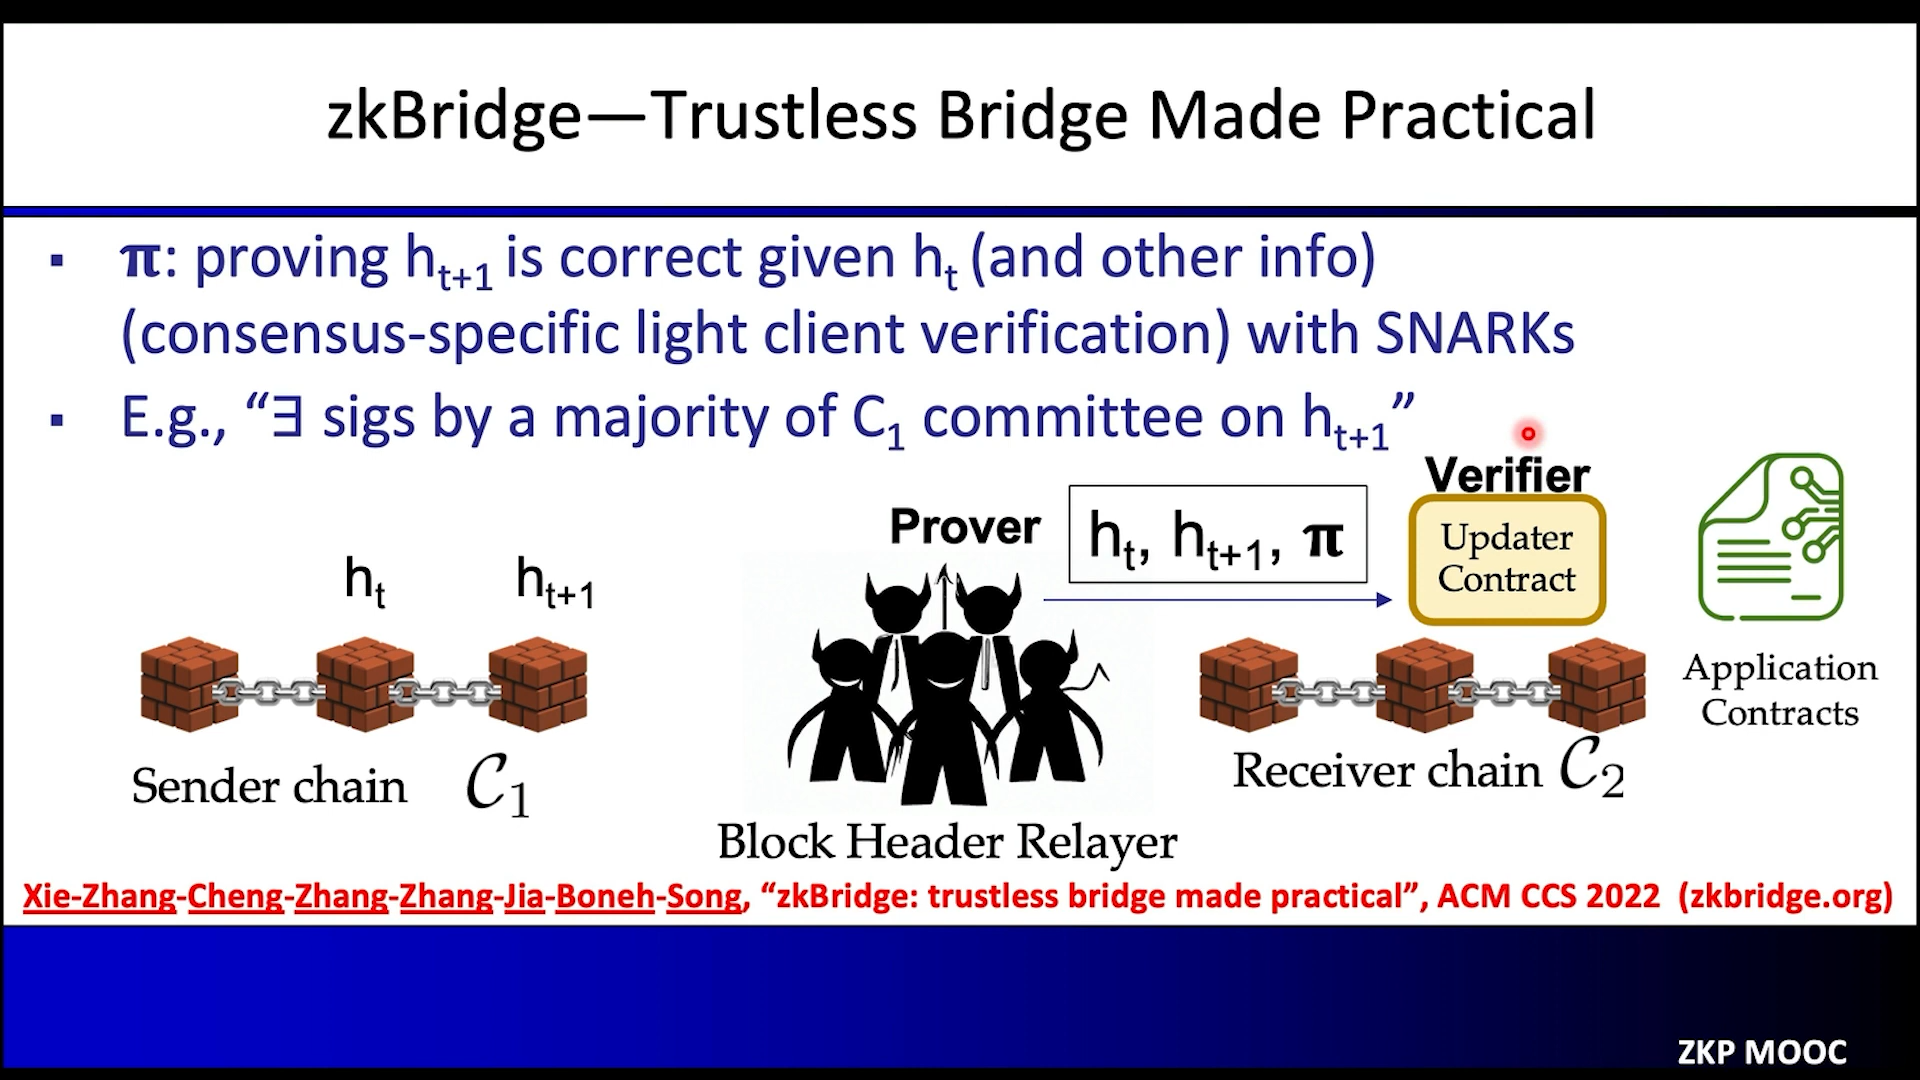 zkBridge—Trustless Bridge Made Practical
▪ π: proving hₜ₊₁ is correct given hₜ (and other info)
(consensus-specific light client verification) with SNARKs
▪ E.g., “∃ sigs by a majority of C₁ committee on hₜ₊₁”
Verifier
Prover
hₜ, hₜ₊₁, π
Updater
Contract
hₜ hₜ₊₁
Application
Contracts
Sender chain 𝒞₁
Receiver chain 𝒞₂
Block Header Relayer
Xie-Zhang-Cheng-Zhang-Zhang-Jia-Boneh-Song, “zkBridge: trustless bridge made practical”, ACM CCS 2022 (zkbridge.org)
ZKP MOOC